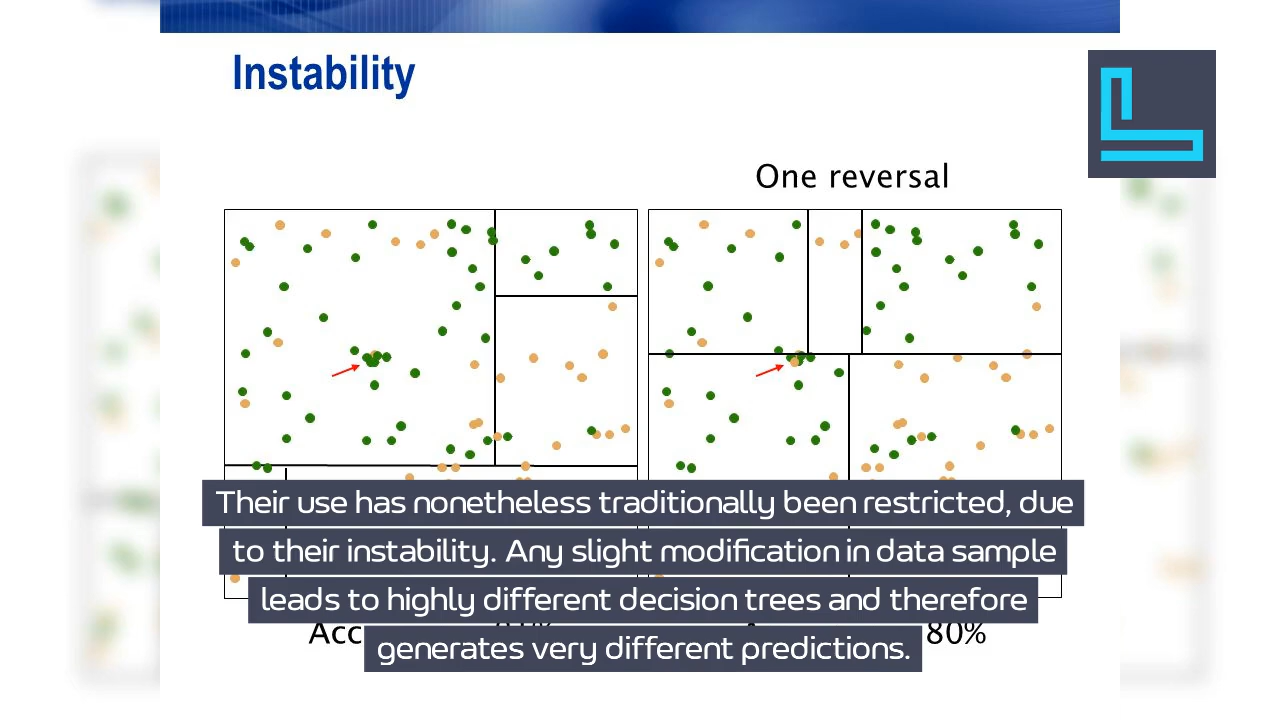 Instability
One reversal
Their use has nonetheless traditionally been restricted, due
to their instability. Any slight modification in data sample
leads to highly different decision trees and therefore
generates very different predictions.
80%